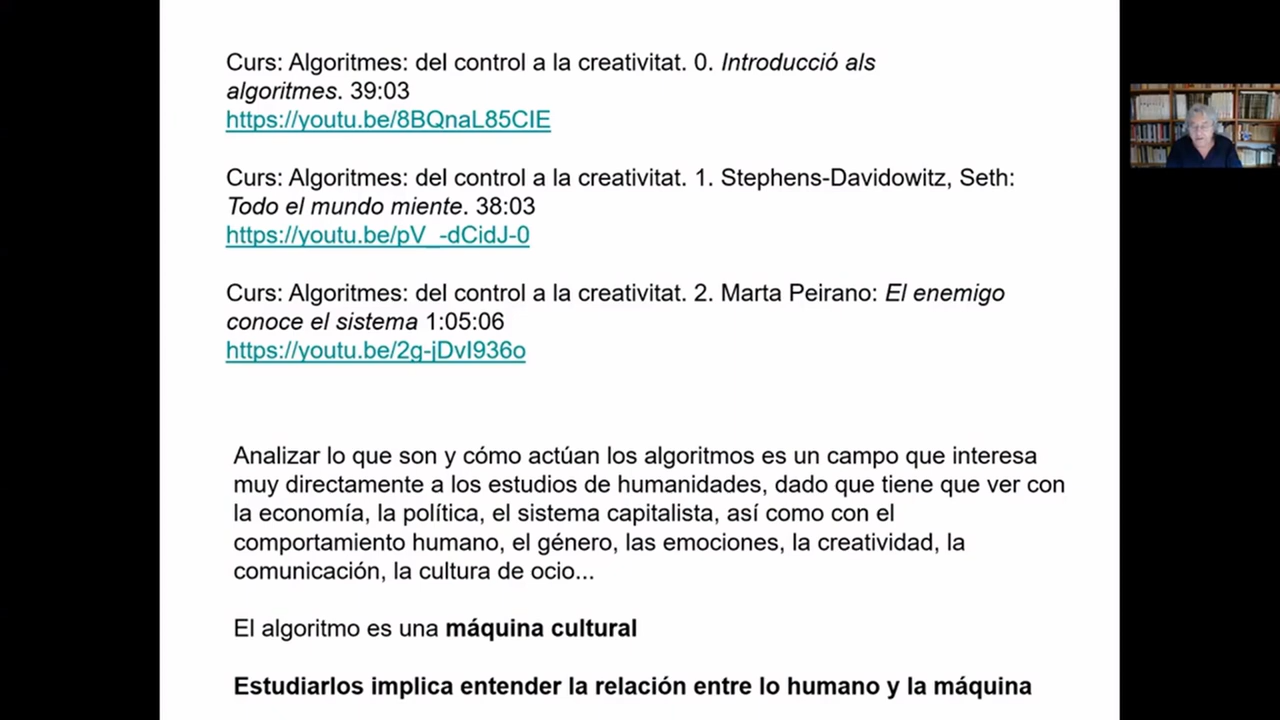 Curs: Algoritmes: del control a la creativitat. 0. Introducció als
algoritmes. 39:03
https://youtu.be/8BQnaL85CIE
Curs: Algoritmes: del control a la creativitat. 1. Stephens-Davidowitz, Seth:
Todo el mundo miente. 38:03
https://youtu.be/pV_-dCidJ-0
Curs: Algoritmes: del control a la creativitat. 2. Marta Peirano: El enemigo
conoce el sistema 1:05:06
https://youtu.be/2g-jDvI936o
Analizar lo que son y cómo actúan los algoritmos es un campo que interesa
muy directamente a los estudios de humanidades, dado que tiene que ver con
la economía, la política, el sistema capitalista, así como con el
comportamiento humano, el género, las emociones, la creatividad, la
comunicación, la cultura de ocio...
El algoritmo es una máquina cultural
Estudiarlos implica entender la relación entre lo humano y la máquina